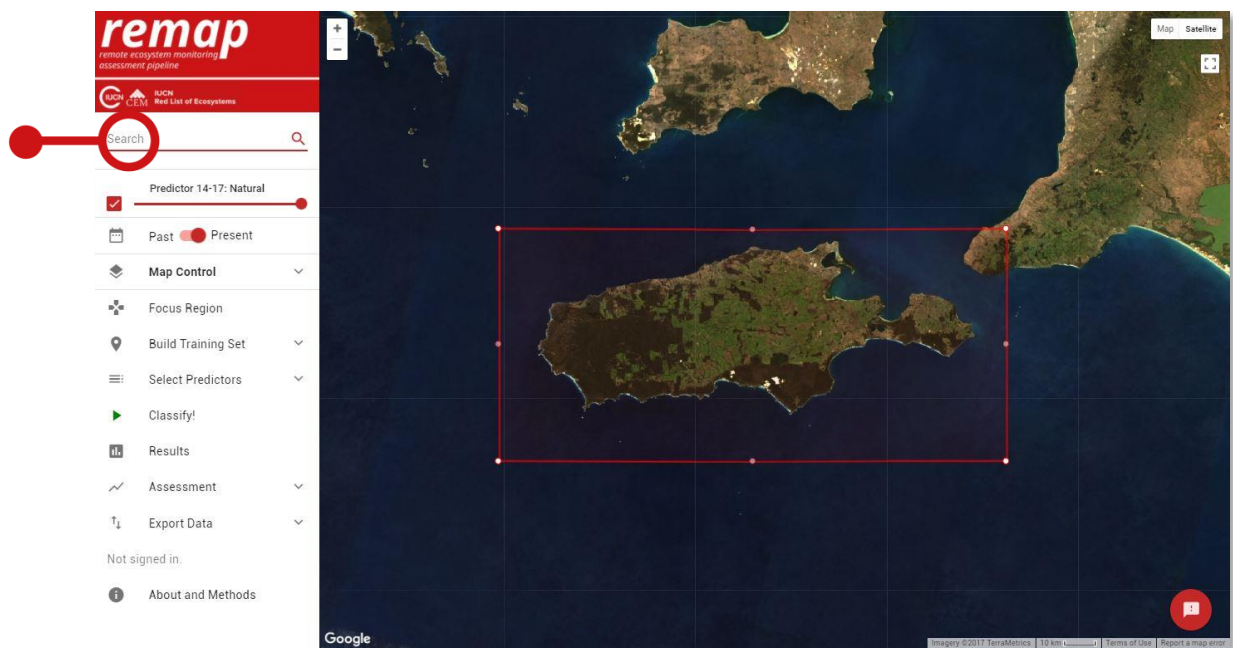 remap
remote ecosystem monitoring
assessment pipeline
IUCN
CEM
IUCN
Red List of Ecosystems
Search
Predictor 14-17: Natural
Past
Present
Map Control
Focus Region
Build Training Set
Select Predictors
Classify!
Results
Assessment
Export Data
Not signed in.
About and Methods
+
−
Map
Satellite
Google
Imagery ©2017 TerraMetrics
10 km
Terms of Use
Report a map error